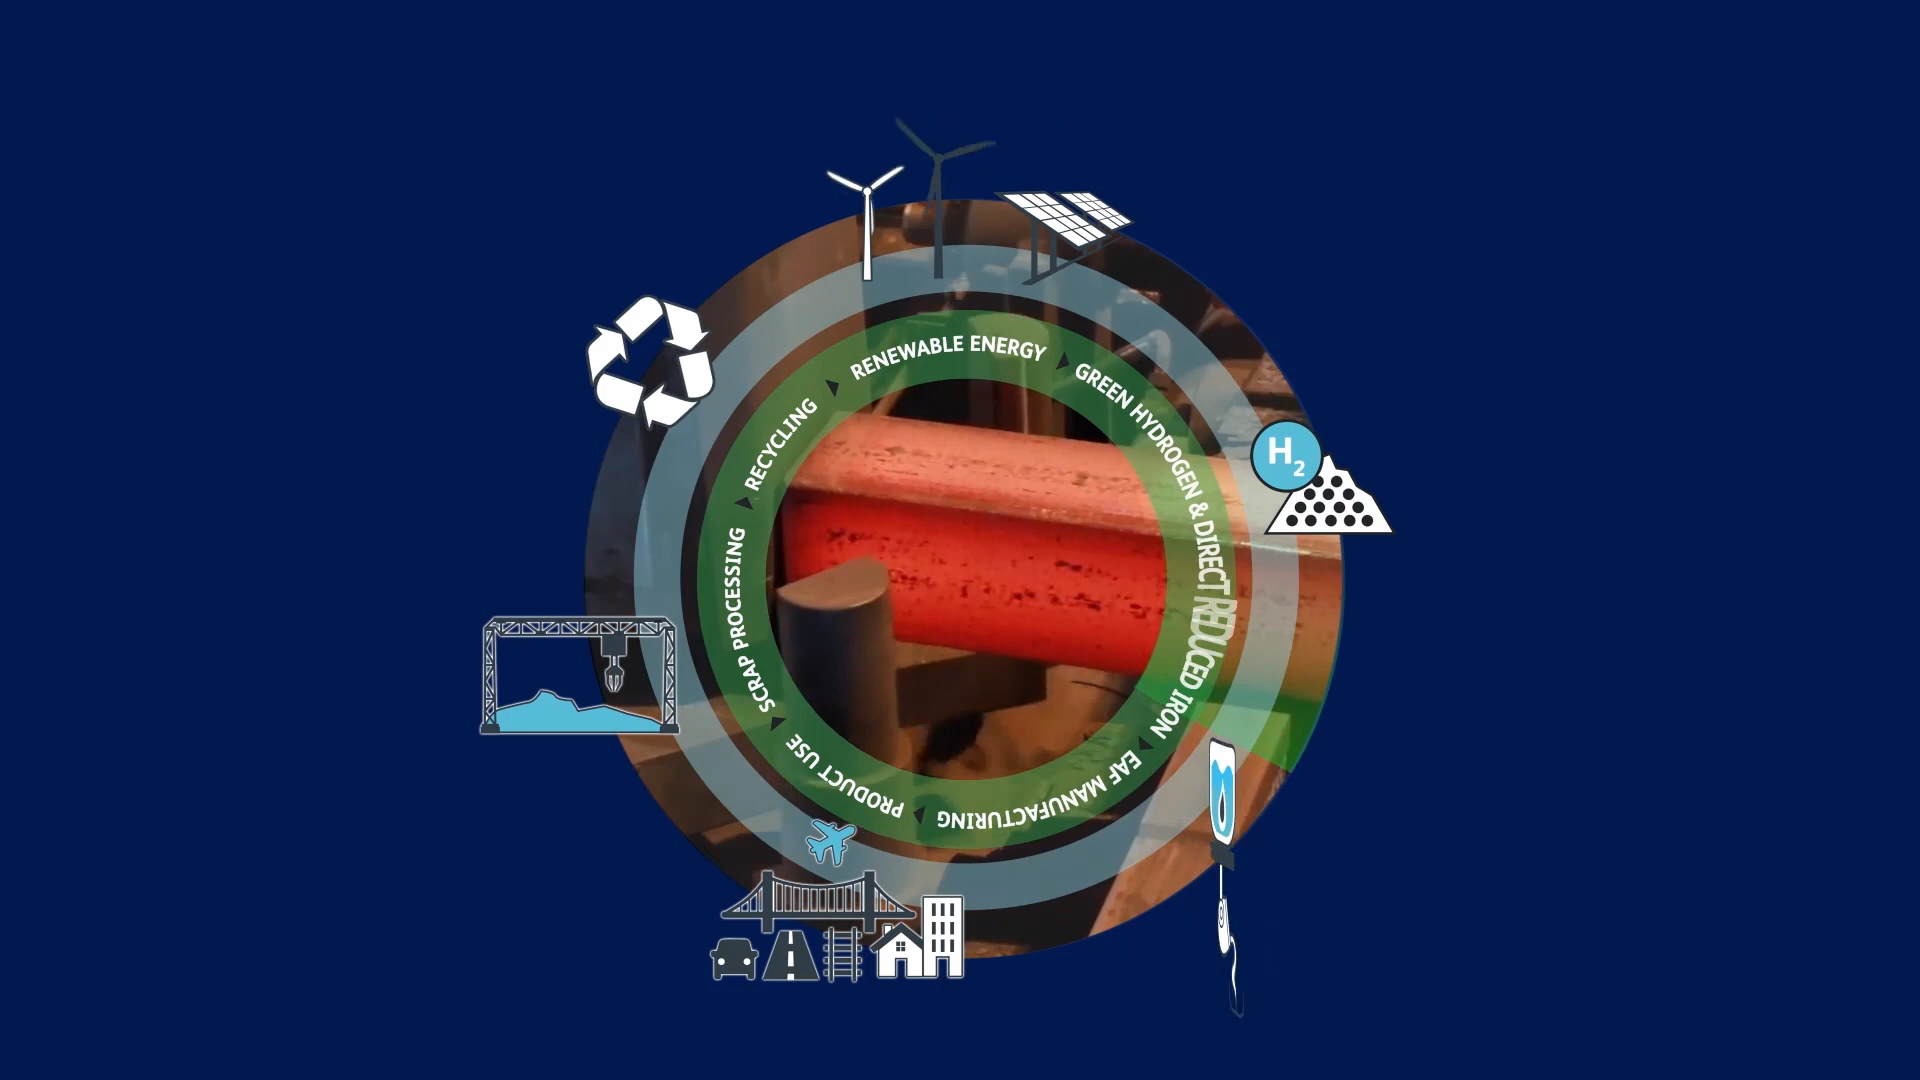 RENEWABLE ENERGY
GREEN HYDROGEN & DIRECT REDUCED IRON
EAF MANUFACTURING
PRODUCT USE
SCRAP PROCESSING
RECYCLING
H2